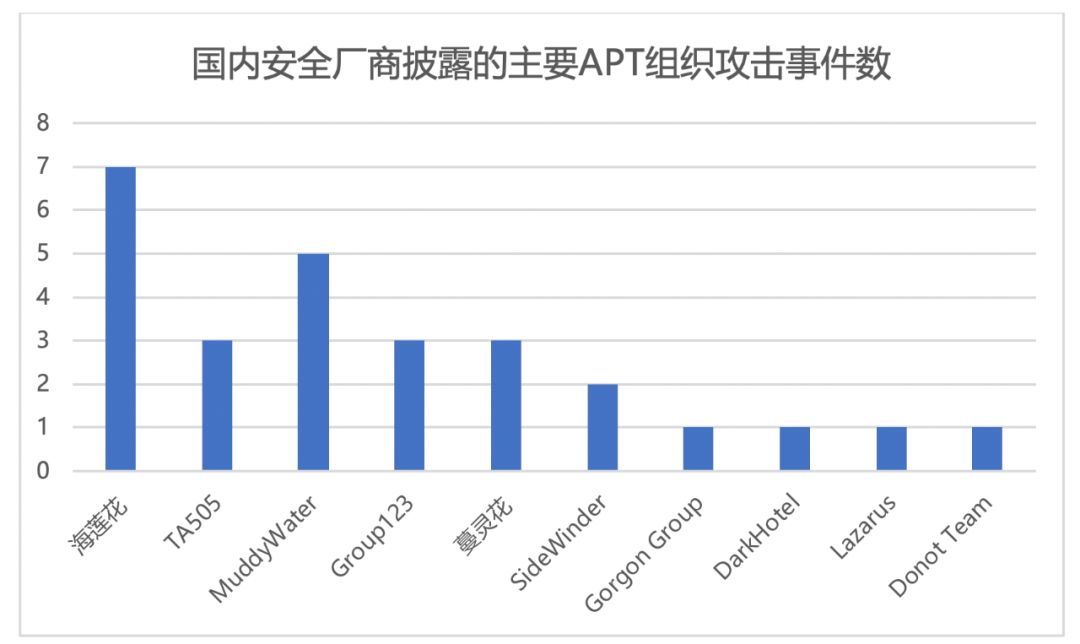 国内安全厂商披露的主要APT组织攻击事件数
8
7
6
5
4
3
2
1
0
海莲花
TA505
MuddyWater
Group123
蔓灵花
SideWinder
Gorgon Group
DarkHotel
Lazarus
Donot Team